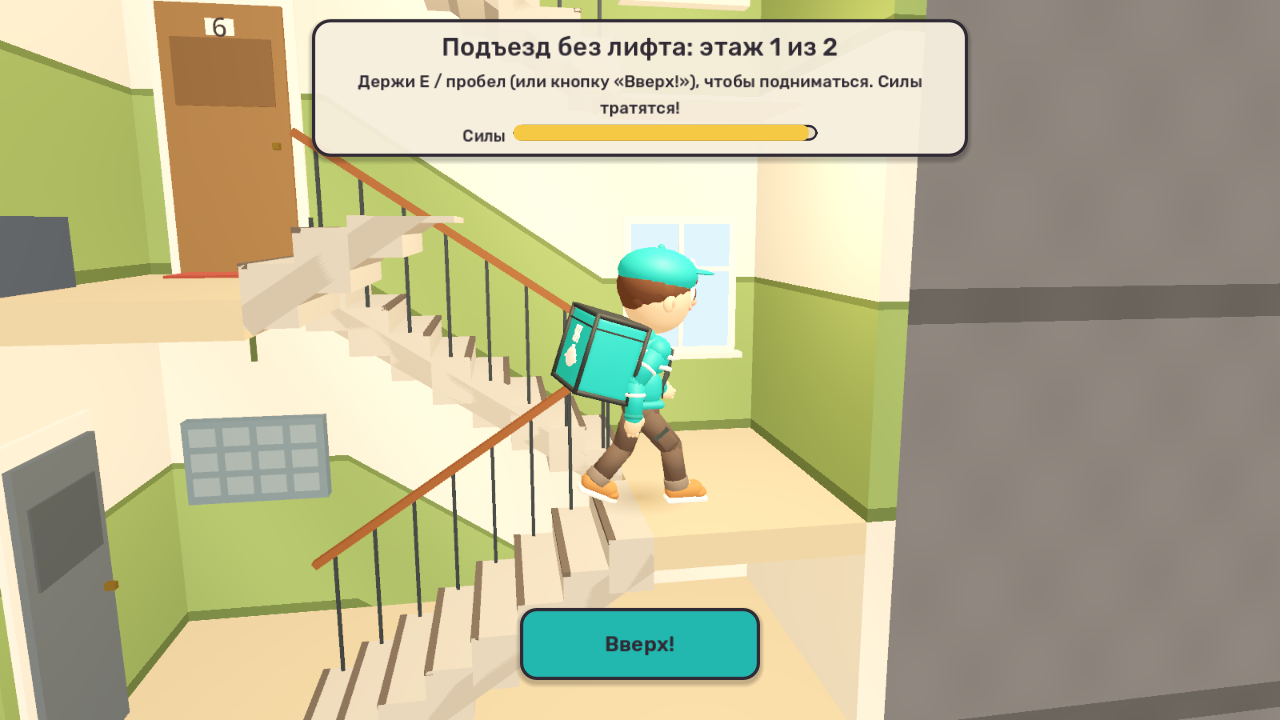 6
Подъезд без лифта: этаж 1 из 2
Держи E / пробел (или кнопку «Вверх!»), чтобы подниматься. Силы
тратятся!
Силы
Вверх!